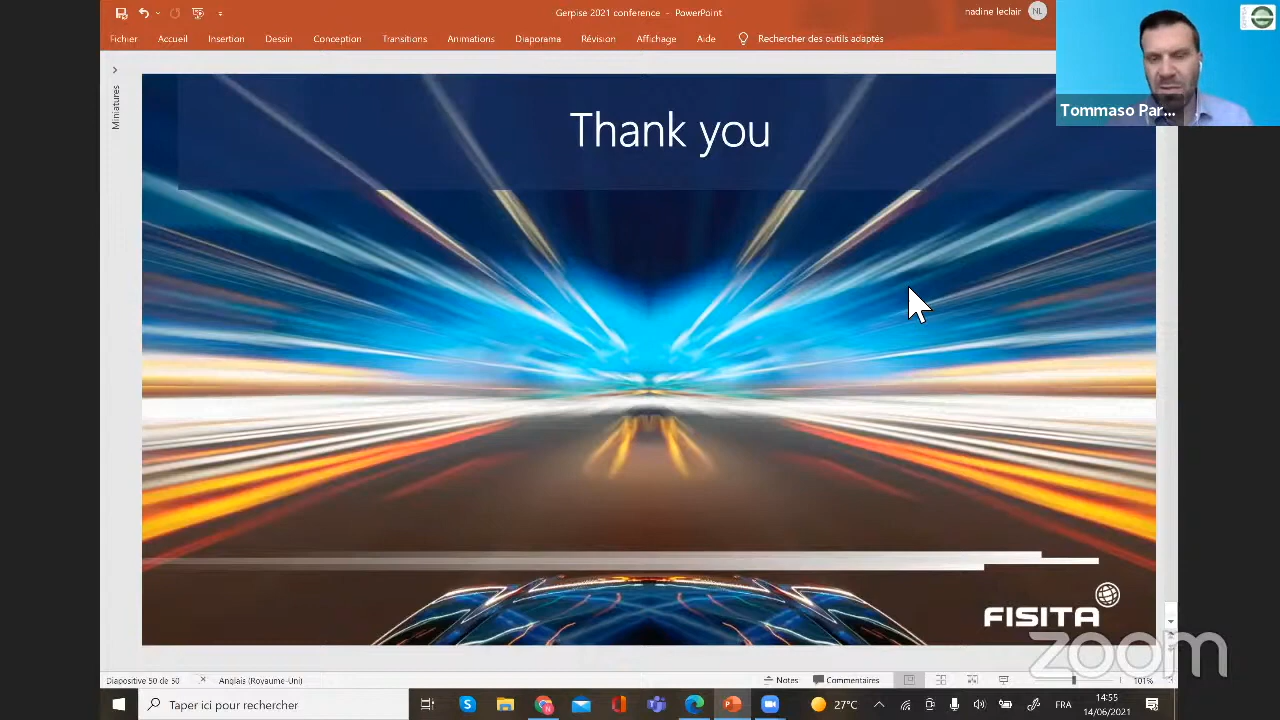 Gerpise 2021 conference - PowerPoint
nadine leclair
NL
Fichier Accueil Insertion Dessin Conception Transitions Animations Diaporama Révision Affichage Aide Rechercher des outils adaptés
Tommaso Par...
Miniatures
Thank you
FISITA
zoom
Diapositive 50 de 50 Anglais (Royaume-Uni) Notes Commentaires 101%
Taper ici pour rechercher 27°C FRA 14:55
14/06/2021